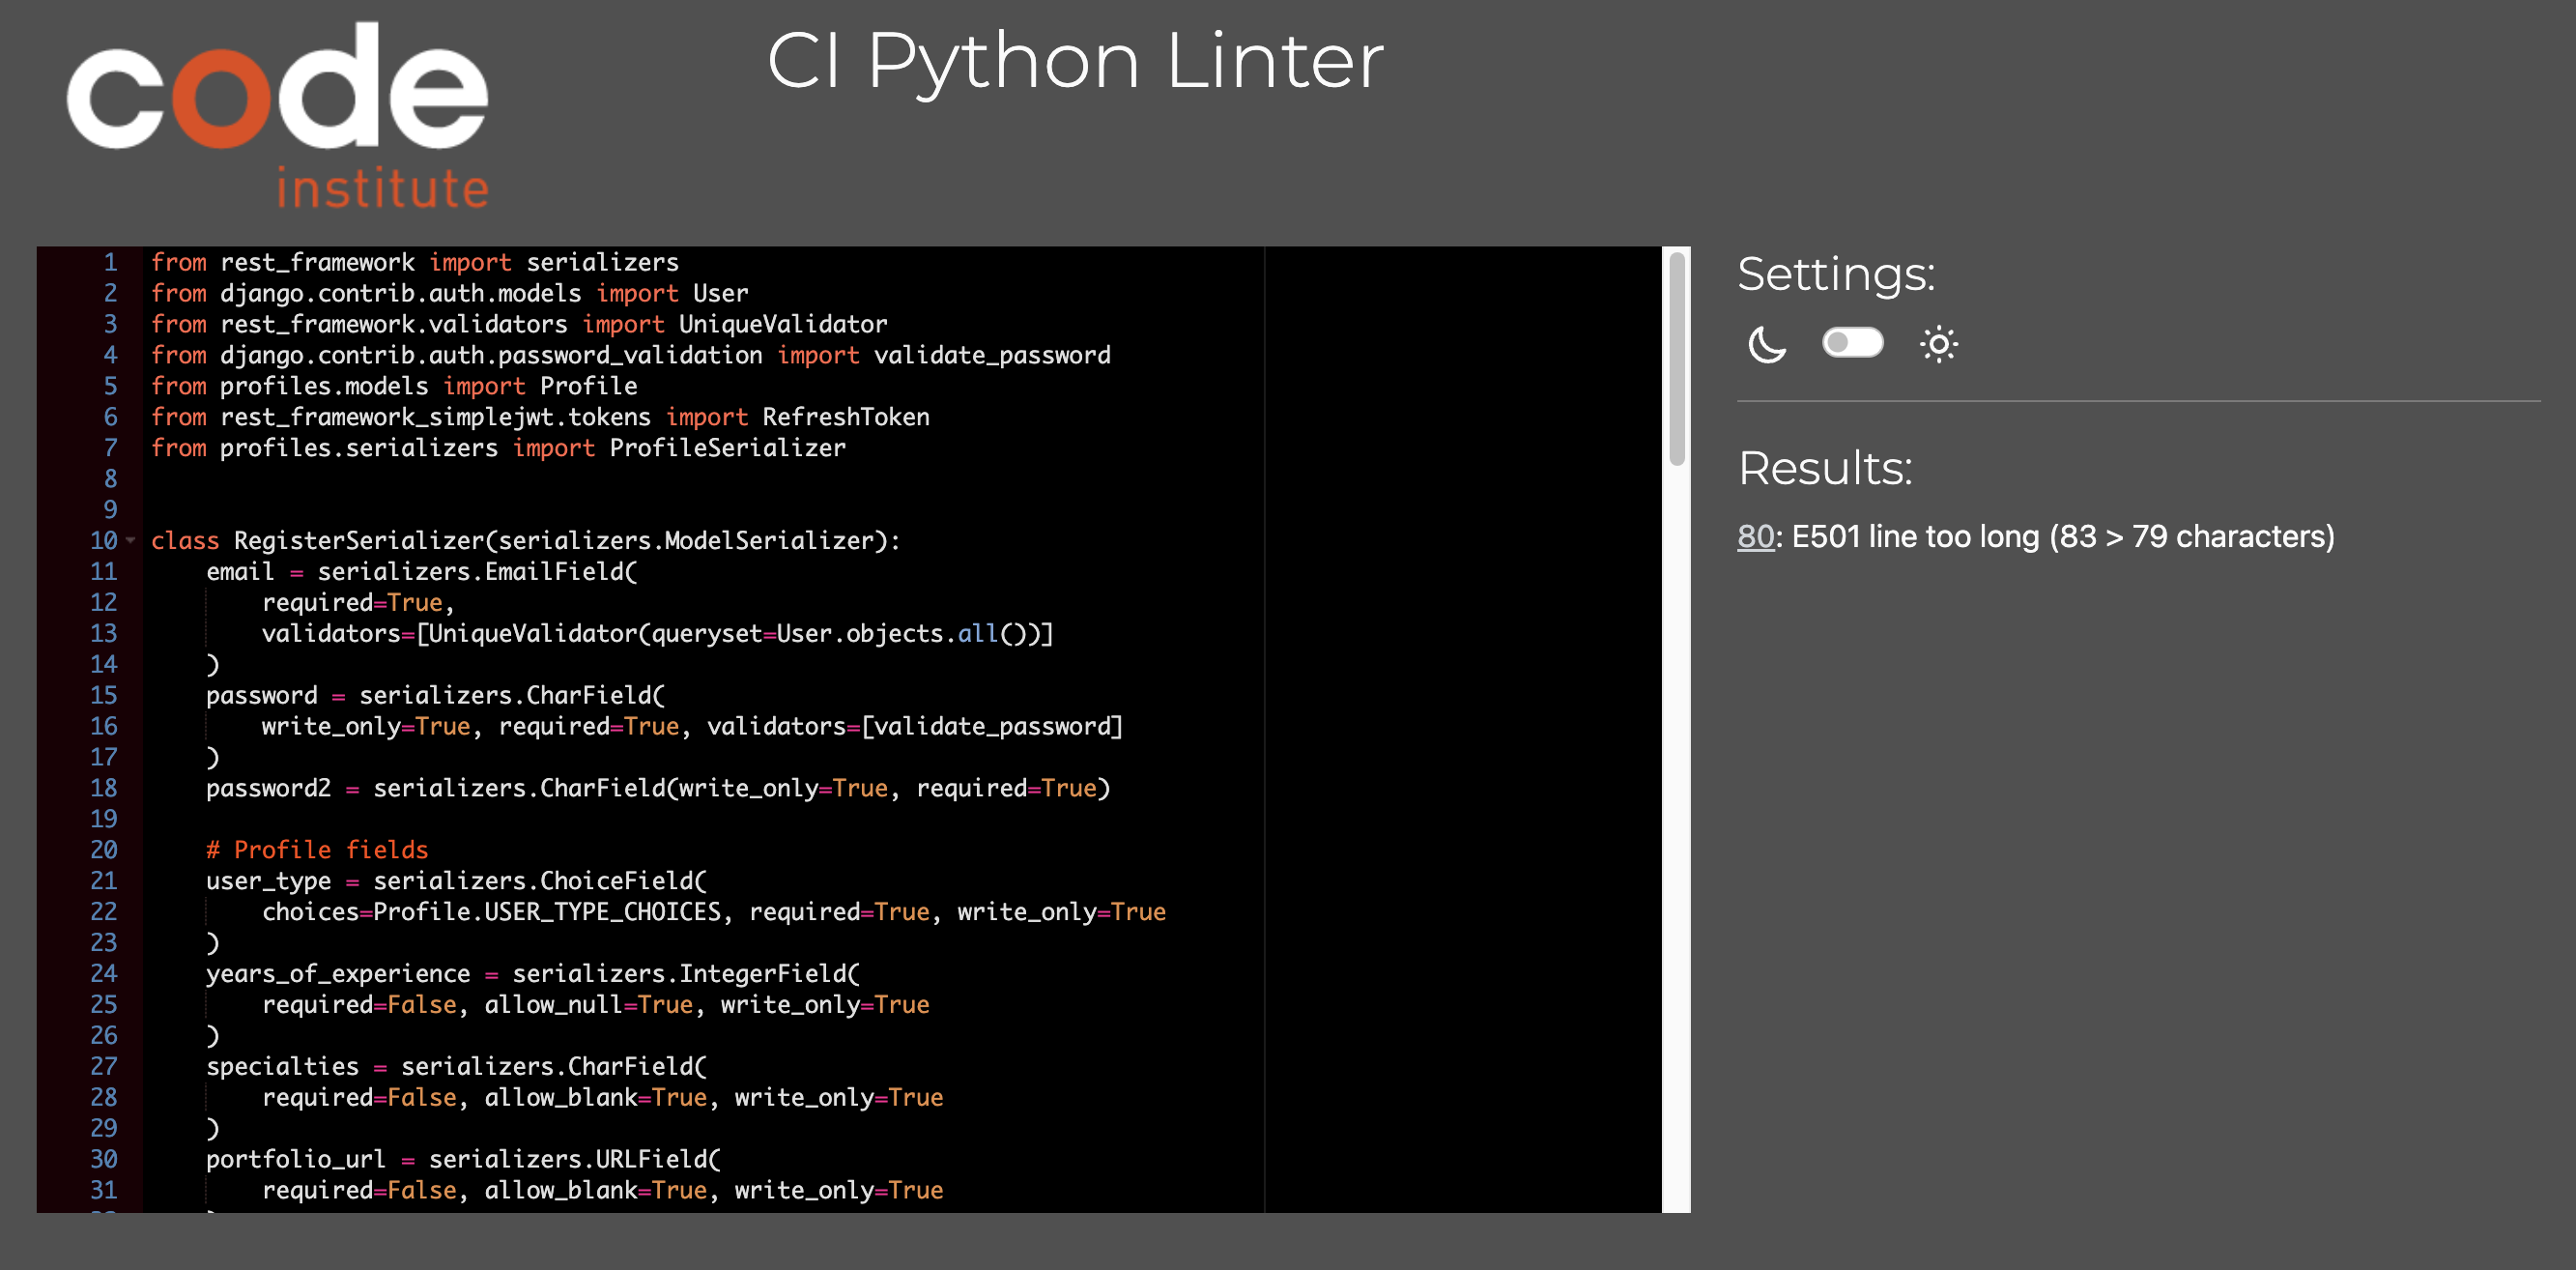 code
institute
CI Python Linter
1 from rest_framework import serializers
2 from django.contrib.auth.models import User
3 from rest_framework.validators import UniqueValidator
4 from django.contrib.auth.password_validation import validate_password
5 from profiles.models import Profile
6 from rest_framework_simplejwt.tokens import RefreshToken
7 from profiles.serializers import ProfileSerializer
8
9
10 class RegisterSerializer(serializers.ModelSerializer):
11     email = serializers.EmailField(
12         required=True,
13         validators=[UniqueValidator(queryset=User.objects.all())]
14     )
15     password = serializers.CharField(
16         write_only=True, required=True, validators=[validate_password]
17     )
18     password2 = serializers.CharField(write_only=True, required=True)
19
20     # Profile fields
21     user_type = serializers.ChoiceField(
22         choices=Profile.USER_TYPE_CHOICES, required=True, write_only=True
23     )
24     years_of_experience = serializers.IntegerField(
25         required=False, allow_null=True, write_only=True
26     )
27     specialties = serializers.CharField(
28         required=False, allow_blank=True, write_only=True
29     )
30     portfolio_url = serializers.URLField(
31         required=False, allow_blank=True, write_only=True
Settings:
Results:
80: E501 line too long (83 > 79 characters)